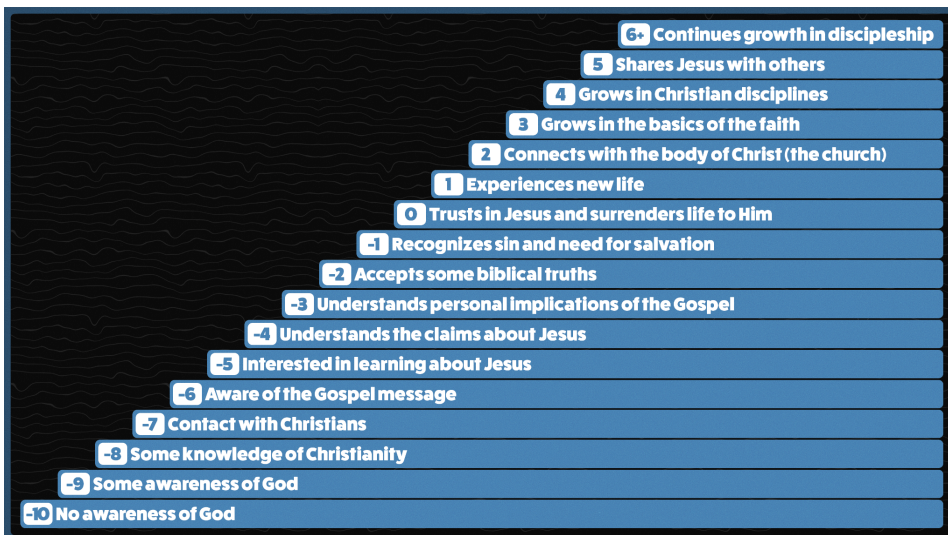 6+ Continues growth in discipleship
5 Shares Jesus with others
4 Grows in Christian disciplines
3 Grows in the basics of the faith
2 Connects with the body of Christ (the church)
1 Experiences new life
0 Trusts in Jesus and surrenders life to Him
-1 Recognizes sin and need for salvation
-2 Accepts some biblical truths
-3 Understands personal implications of the Gospel
-4 Understands the claims about Jesus
-5 Interested in learning about Jesus
-6 Aware of the Gospel message
-7 Contact with Christians
-8 Some knowledge of Christianity
-9 Some awareness of God
-10 No awareness of God